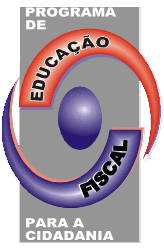 PROGRAMA
DE
EDUCAÇÃO
FISCAL
PARA A
CIDADANIA